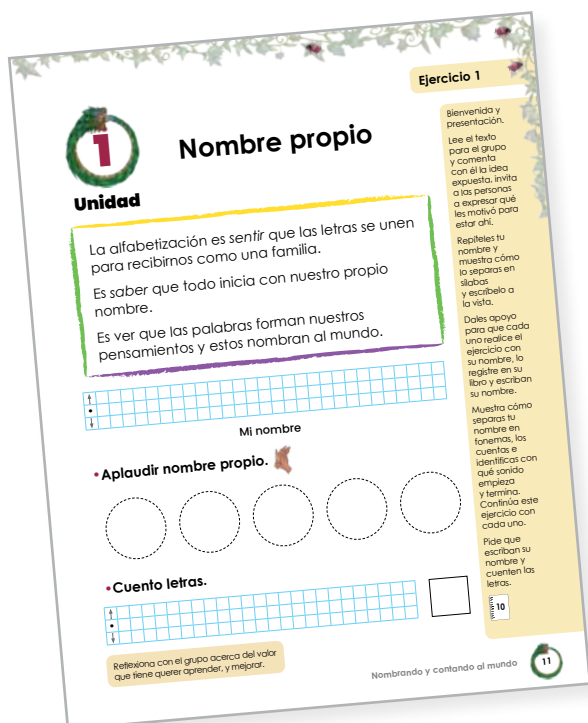 Ejercicio 1
1
Unidad
Nombre propio
La alfabetización es sentir que las letras se unen
para recibirnos como una familia.
Es saber que todo inicia con nuestro propio
nombre.
Es ver que las palabras forman nuestros
pensamientos y estos nombran al mundo.
Mi nombre
•Aplaudir nombre propio.
•Cuento letras.
Reflexiona con el grupo acerca del valor
que tiene querer aprender, y mejorar.
Bienvenida y
presentación.
Lee el texto
para el grupo
y comenta
con él la idea
expuesta, invita
a las personas
a expresar qué
les motivó para
estar ahí.
Repíteles tu
nombre y
muestra cómo
lo separas en
sílabas
y escríbelo a
la vista.
Dales apoyo
para que cada
uno realice el
ejercicio con
su nombre, lo
registre en su
libro y escriban
su nombre.
Muestra cómo
separas tu
nombre en
fonemas, los
cuentas e
identificas con
qué sonido
empieza
y termina.
Continúa este
ejercicio con
cada uno.
Pide que
escriban su
nombre y
cuenten las
letras.
10
Nombrando y contando al mundo
11